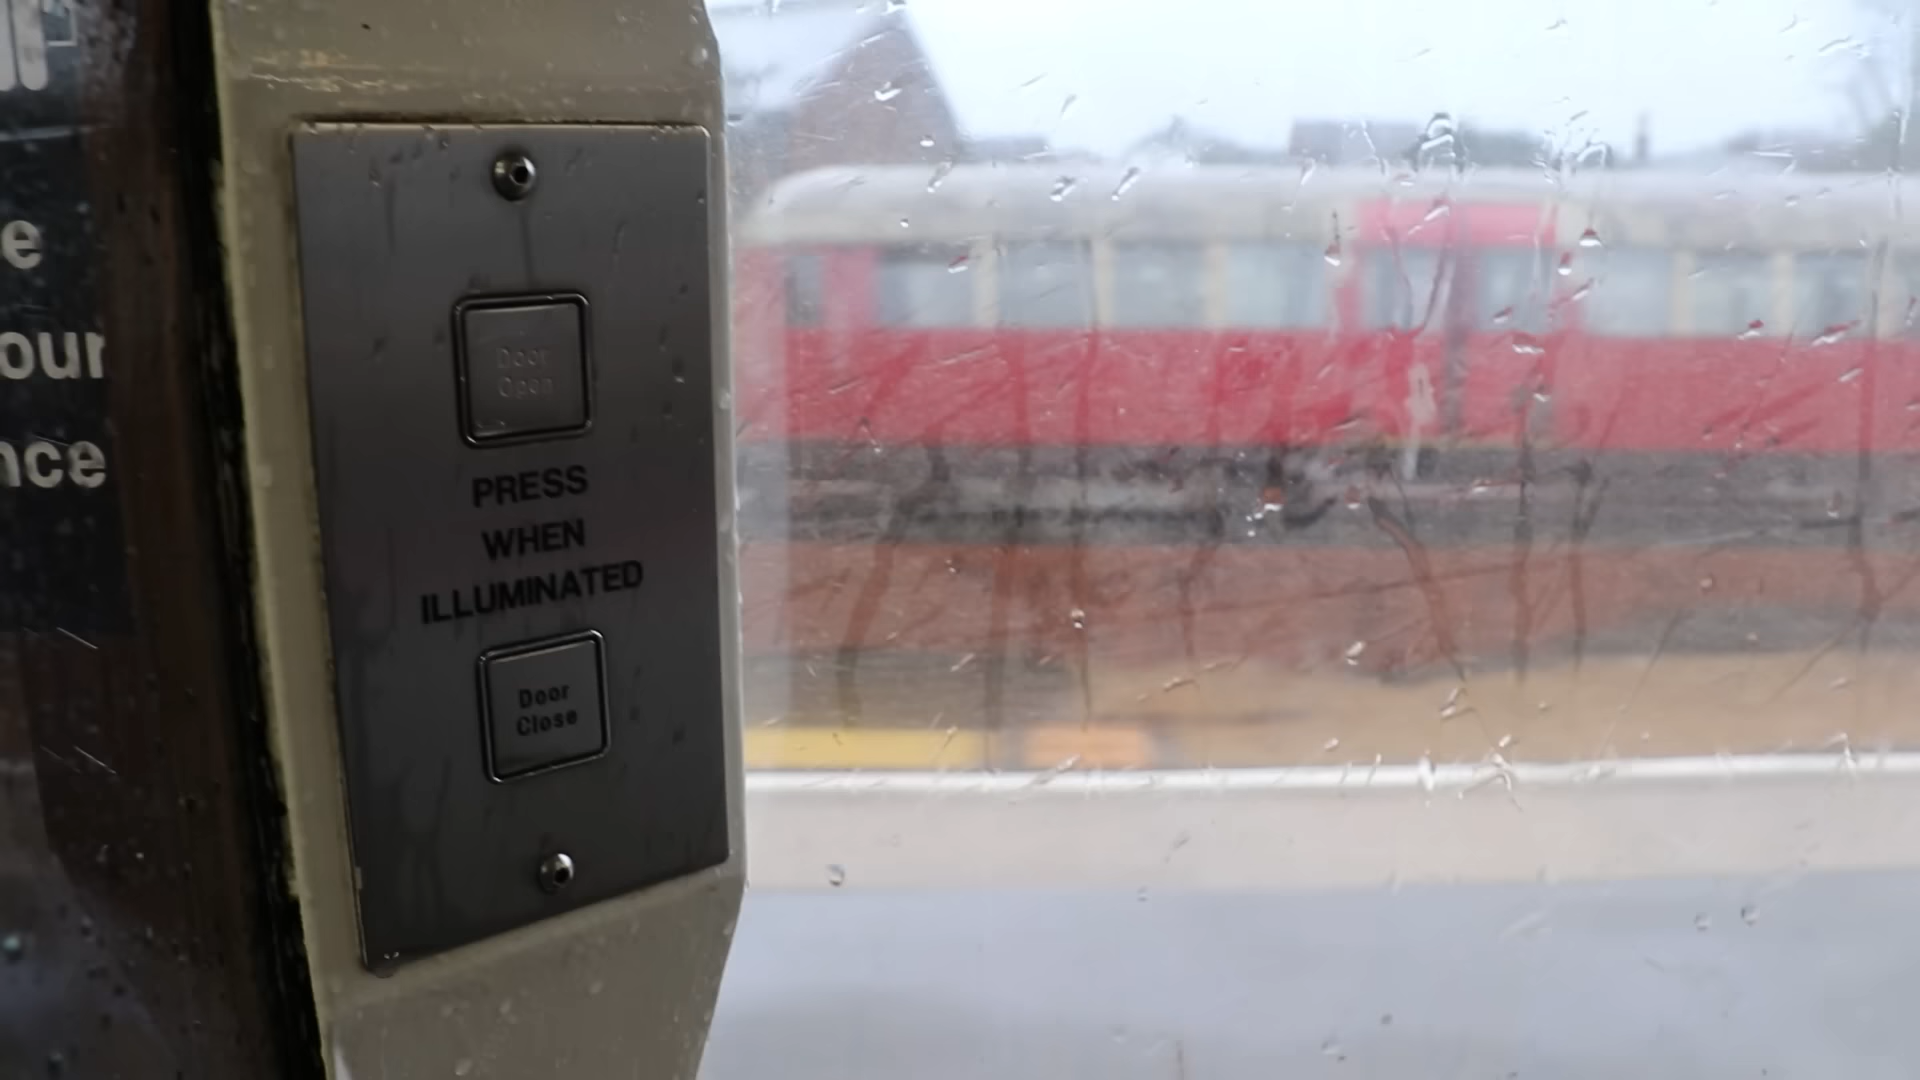 e
our
nce
Door
Open
PRESS
WHEN
ILLUMINATED
Door
Close